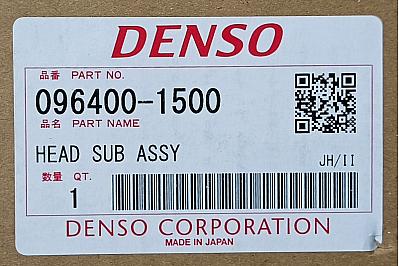 DENSO
品番 PART NO.
096400-1500
品名 PART NAME
HEAD SUB ASSY
JH/II
数量 QT.
1
DENSO CORPORATION
MADE IN JAPAN